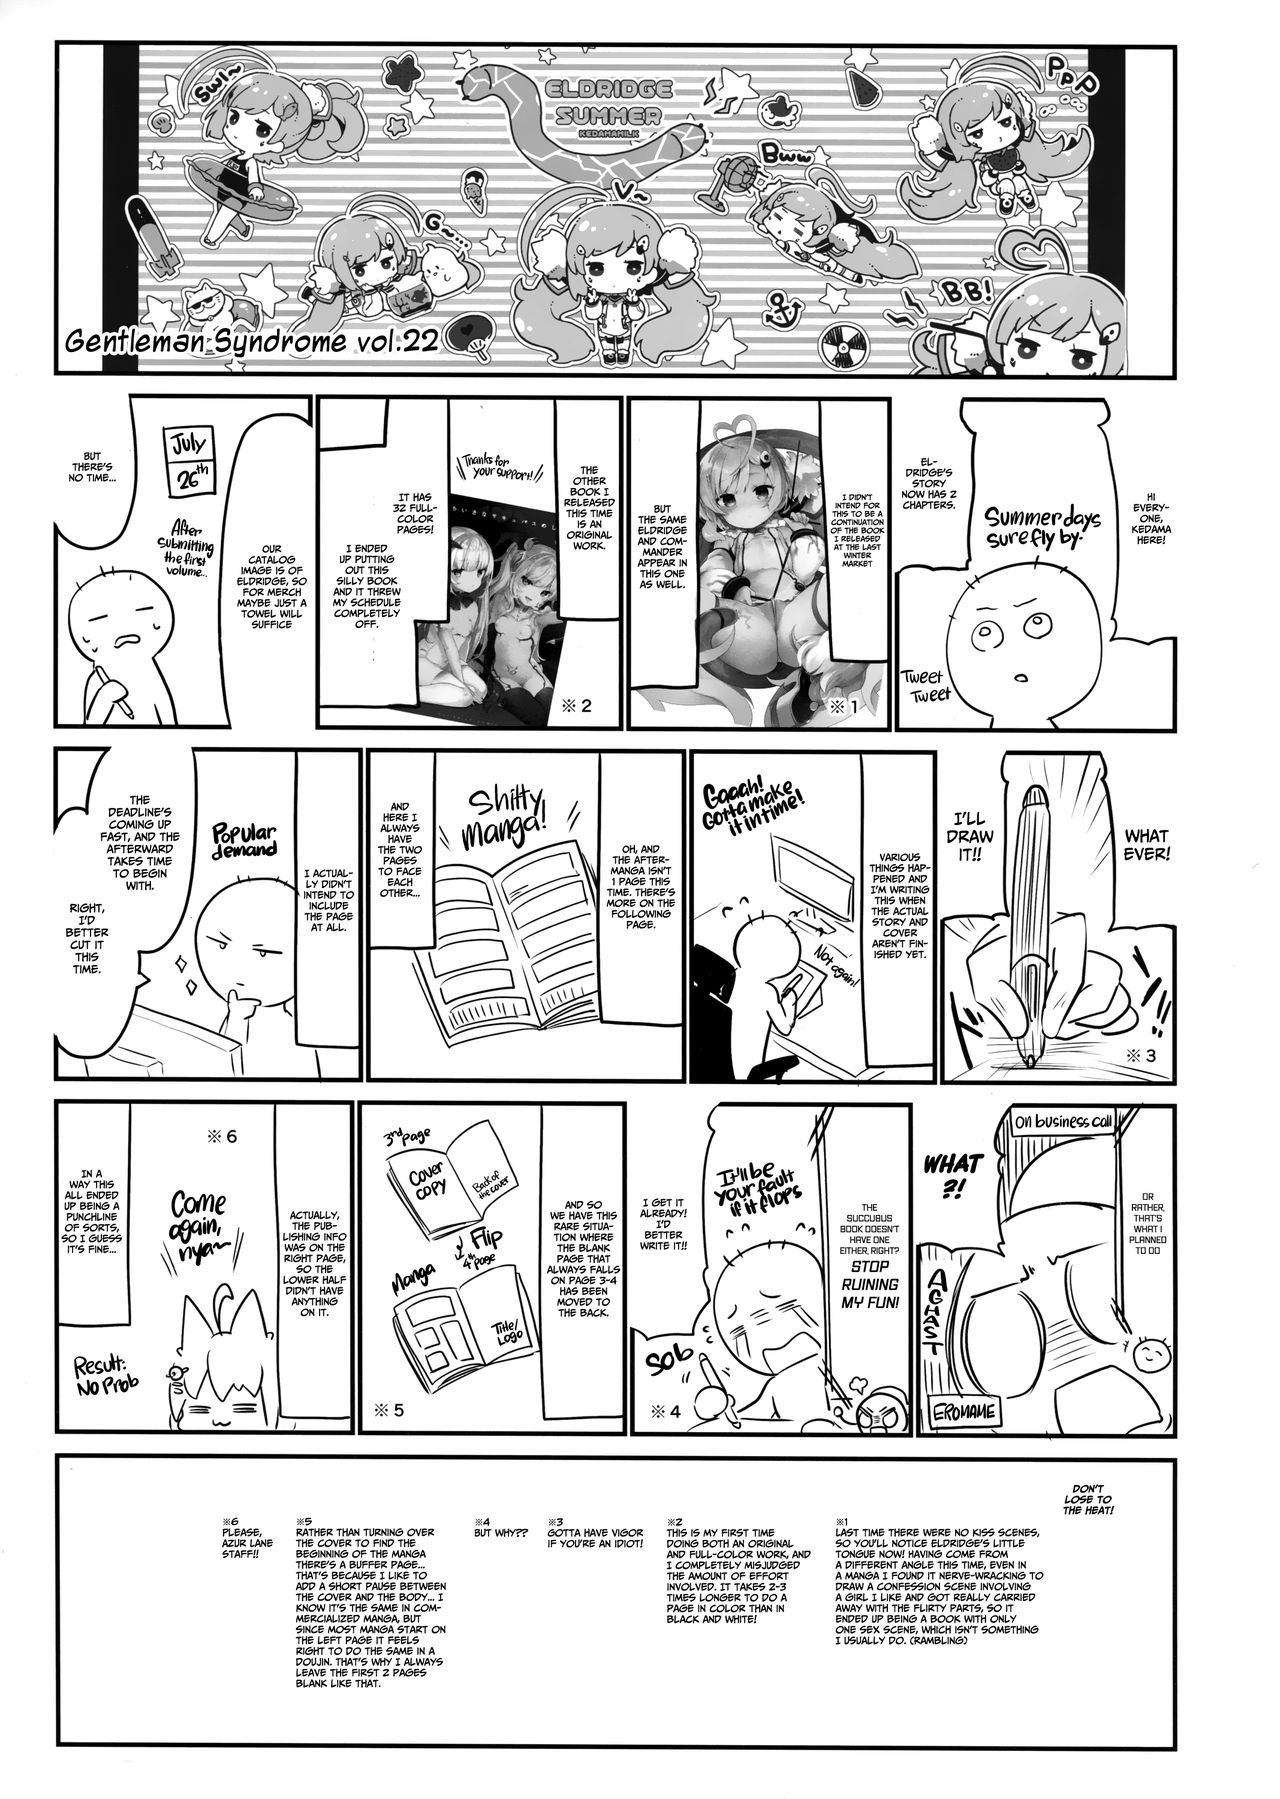 SWI~
ELDRIDGE
SUMMER
KEDAMAMILK
V~
G~....
Bww
PPP
BB!
Gentleman Syndrome vol.22
HI
EVERY-
ONE,
KEDAMA
HERE!
Summer days
sure fly by.
EL-
DRIDGE'S
STORY
NOW HAS 2
CHAPTERS.
Tweet
Tweet
I DIDN'T
INTEND FOR
THIS TO BE A
CONTINUATION
OF THE BOOK
I RELEASED
AT THE LAST
WINTER
MARKET
BUT
THE SAME
ELDRIDGE
AND COM-
MANDER
APPEAR IN
THIS ONE
AS WELL.
※1
THE
OTHER
BOOK I
RELEASED
THIS TIME
IS AN
ORIGINAL
WORK.
Thanks for
your support!
IT HAS
32 FULL-
COLOR
PAGES!
I ENDED
UP PUTTING
OUT THIS
SILLY BOOK
AND IT THREW
MY SCHEDULE
COMPLETELY
OFF.
※2
OUR
CATALOG
IMAGE IS OF
ELDRIDGE, SO
FOR MERCH
MAYBE JUST A
TOWEL WILL
SUFFICE
July
26th
After
submitting
the first
volume..
BUT
THERE'S
NO TIME...
WHAT
EVER!
I'LL
DRAW
IT!!
※3
VARIOUS
THINGS HAP-
PENED AND
I'M WRITING
THIS WHEN
THE ACTUAL
STORY AND
COVER
AREN'T FIN-
ISHED YET.
Gaaah!
Gotta make
it in time!
Not again!
OH, AND
THE AFTER-
MANGA ISN'T
1 PAGE THIS
TIME. THERE'S
MORE ON THE
FOLLOWING
PAGE.
Shitty
Manga!
AND
HERE I
ALWAYS
HAVE
THE TWO
PAGES
TO FACE
EACH
OTHER...
I ACTUAL-
LY DIDN'T
INTEND TO
INCLUDE
THE PAGE
AT ALL.
Popular
demand
THE
DEADLINE'S
COMING UP
FAST, AND THE
AFTERWARD
TAKES TIME
TO BEGIN
WITH.
RIGHT,
I'D
BETTER
CUT IT
THIS
TIME.
OR
RATHER,
THAT'S
WHAT I
PLANNED
TO DO
On business call
WHAT
?!
AGHAST
EROMAME
THE
SUCCUBUS
BOOK DOESN'T
HAVE ONE
EITHER, RIGHT?
STOP
RUINING
MY FUN!
It'll be
your fault
if it flops
I GET IT
ALREADY!
I'D
BETTER
WRITE IT!!
Sob
※4
AND SO
WE HAVE THIS
RARE SITUA-
TION WHERE
THE BLANK
PAGE THAT
ALWAYS FALLS
ON PAGE 3-4
HAS BEEN
MOVED TO
THE BACK.
3rd page
Cover
copy
Back of
the cover
Flip
4th page
Manga
Title/
Logo
※5
ACTUALLY,
THE PUB-
LISHING INFO
WAS ON THE
RIGHT PAGE,
SO THE
LOWER HALF
DIDN'T HAVE
ANYTHING
ON IT.
※6
Come
again,
nya~
Result:
No Prob
IN A
WAY THIS
ALL ENDED
UP BEING A
PUNCHLINE
OF SORTS,
SO I GUESS
IT'S FINE...
DON'T
LOSE TO
THE HEAT!
※1
LAST TIME THERE WERE NO KISS SCENES,
SO YOU'LL NOTICE ELDRIDGE'S LITTLE
TONGUE NOW! HAVING COME FROM
A DIFFERENT ANGLE THIS TIME, EVEN IN
A MANGA I FOUND IT NERVE-WRACKING TO
DRAW A CONFESSION SCENE INVOLVING
A GIRL I LIKE AND GOT REALLY CARRIED
AWAY WITH THE FLIRTY PARTS, SO IT
ENDED UP BEING A BOOK WITH ONLY
ONE SEX SCENE, WHICH ISN'T SOMETHING
I USUALLY DO. (RAMBLING)
※2
THIS IS MY FIRST TIME
DOING BOTH AN ORIGINAL
AND FULL-COLOR WORK, AND
I COMPLETELY MISJUDGED
THE AMOUNT OF EFFORT
INVOLVED. IT TAKES 2-3
TIMES LONGER TO DO A
PAGE IN COLOR THAN IN
BLACK AND WHITE!
※3
GOTTA HAVE VIGOR
IF YOU'RE AN IDIOT!
※4
BUT WHY??
※5
RATHER THAN TURNING OVER
THE COVER TO FIND THE
BEGINNING OF THE MANGA
THERE'S A BUFFER PAGE...
THAT'S BECAUSE I LIKE TO
ADD A SHORT PAUSE BETWEEN
THE COVER AND THE BODY... I
KNOW IT'S THE SAME IN COM-
MERCIALIZED MANGA, BUT
SINCE MOST MANGA START ON
THE LEFT PAGE IT FEELS
RIGHT TO DO THE SAME IN A
DOUJIN. THAT'S WHY I ALWAYS
LEAVE THE FIRST 2 PAGES
BLANK LIKE THAT.
※6
PLEASE,
AZUR LANE
STAFF!!